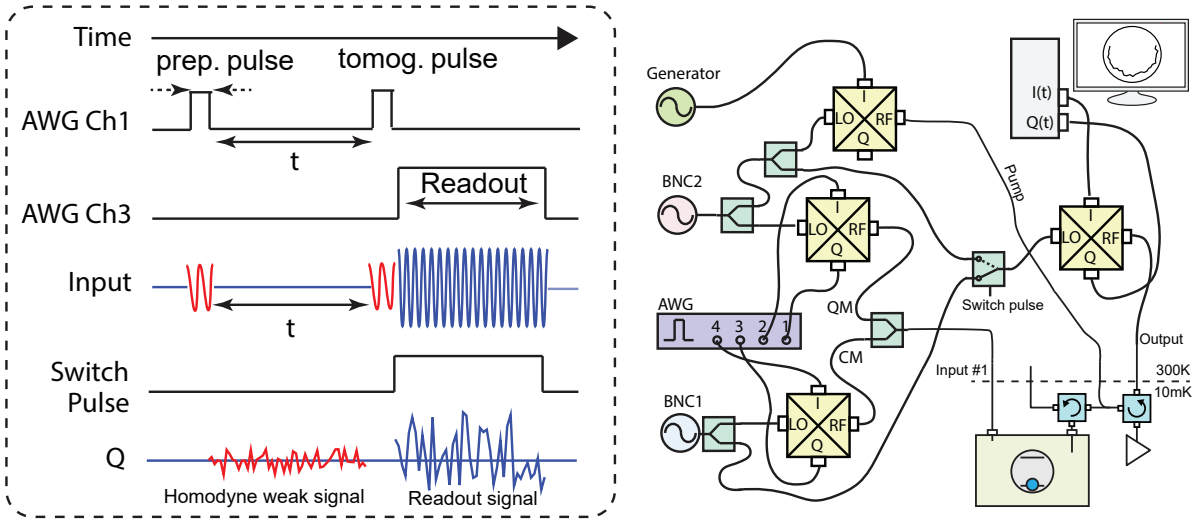 Time
prep. pulse
tomog. pulse
AWG Ch1
t
AWG Ch3
Readout
Input
t
Switch
Pulse
Q
Homodyne weak signal
Readout signal
Generator
I
LO
RF
Q
I(t)
Q(t)
Pump
BNC2
I
LO
RF
Q
I
LO
RF
Q
Switch pulse
QM
AWG
4 3 2 1
CM
Output
Input #1
300K
10mK
BNC1
I
LO
RF
Q